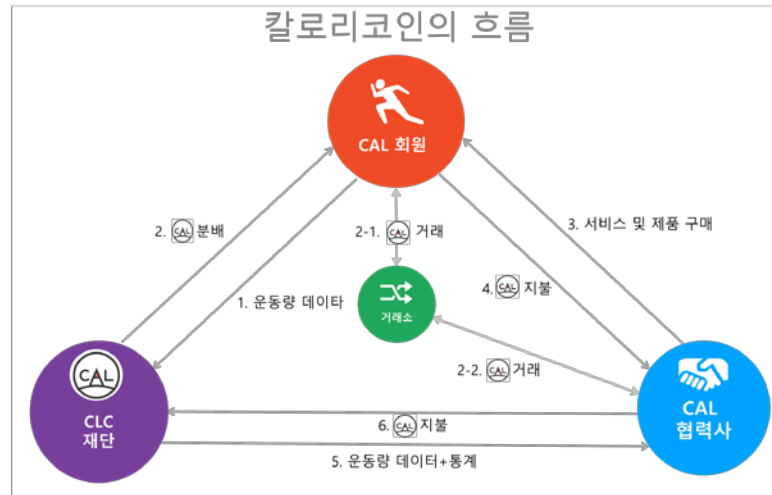 칼로리코인의 흐름
CAL 회원
2. CAL 분배
2-1. CAL 거래
3. 서비스 및 제품 구매
1. 운동량 데이타
4. CAL 지불
거래소
2-2. CAL 거래
CAL
CLC
재단
CAL
협력사
6. CAL 지불
5. 운동량 데이터+통계